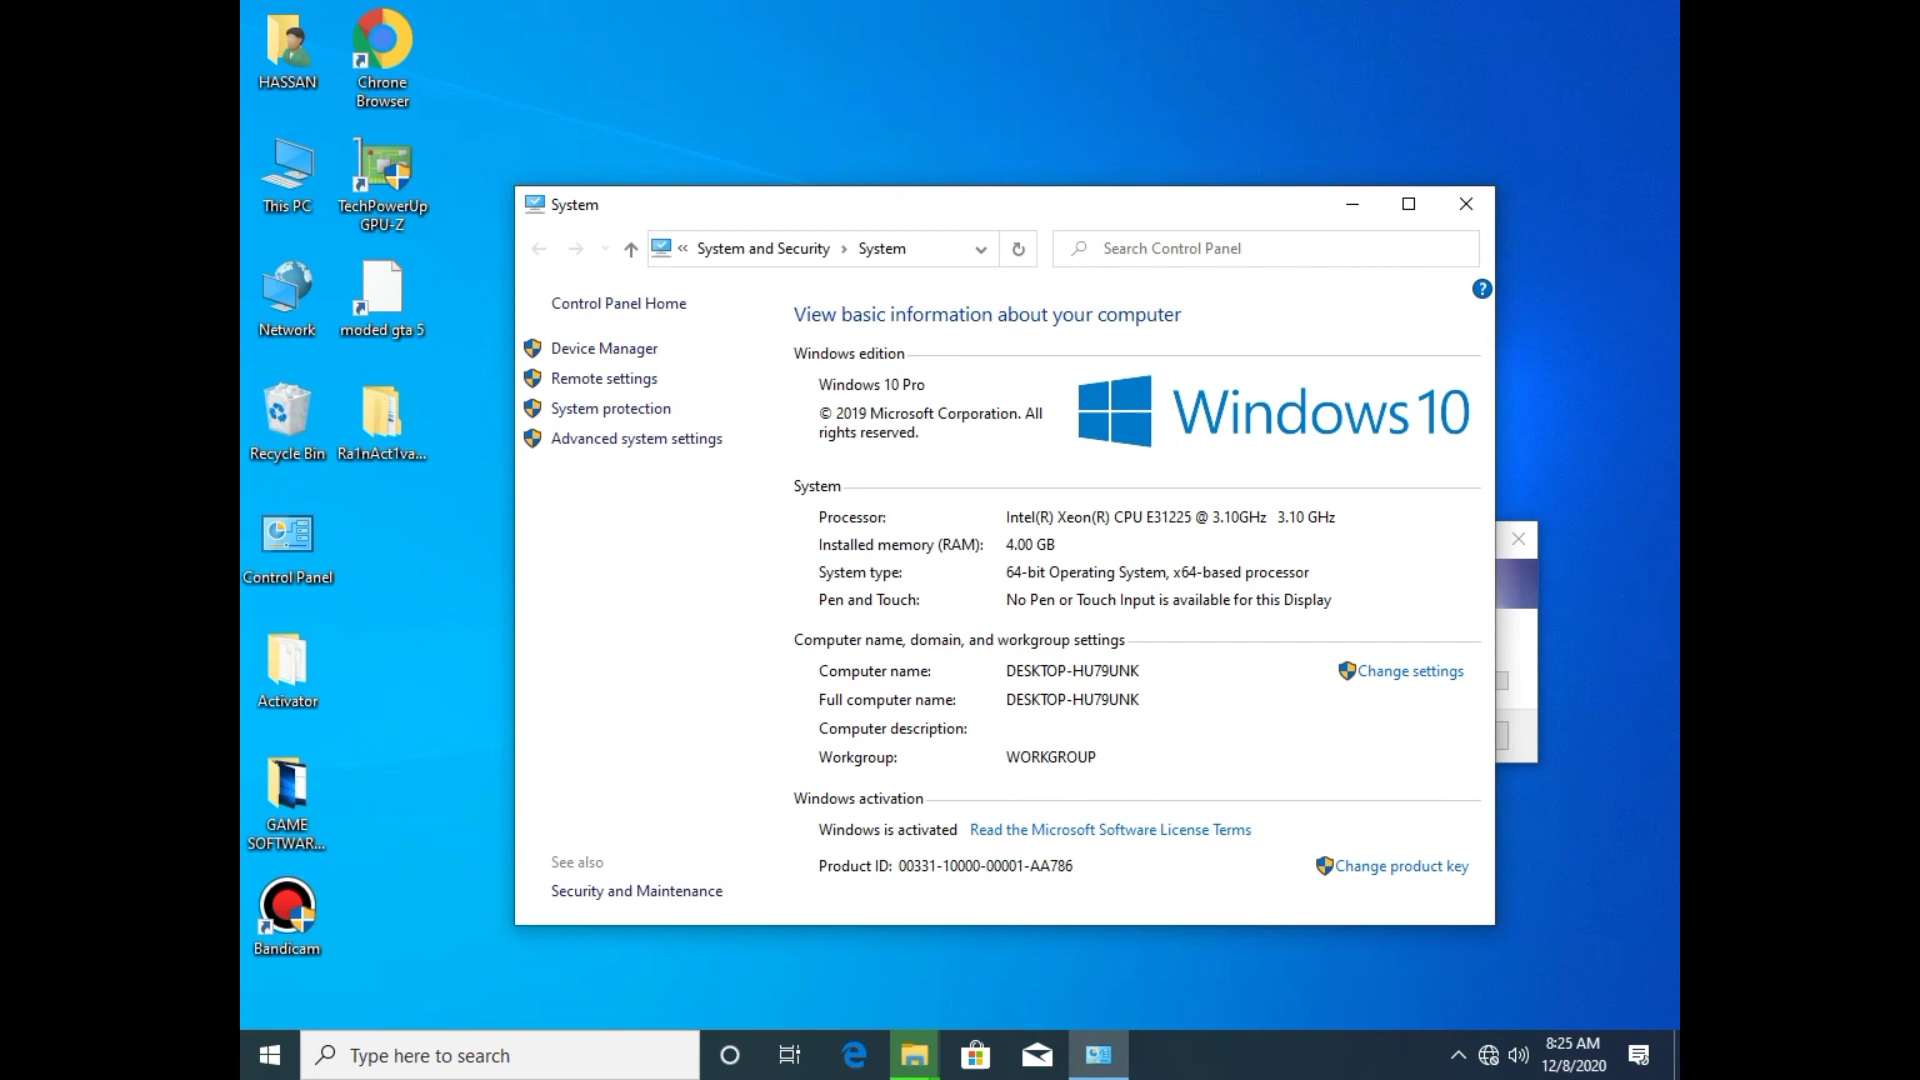 HASSAN
Chrone
Browser
This PC
TechPowerUp
GPU-Z
Network
moded gta 5
Recycle Bin
Ra1nAct1va...
Control Panel
Activator
GAME
SOFTWAR...
Bandicam
System
« System and Security › System
Search Control Panel
?
Control Panel Home
Device Manager
Remote settings
System protection
Advanced system settings
See also
Security and Maintenance
View basic information about your computer
Windows edition
Windows 10 Pro
© 2019 Microsoft Corporation. All
rights reserved.
Windows 10
System
Processor: Intel(R) Xeon(R) CPU E31225 @ 3.10GHz 3.10 GHz
Installed memory (RAM): 4.00 GB
System type: 64-bit Operating System, x64-based processor
Pen and Touch: No Pen or Touch Input is available for this Display
Computer name, domain, and workgroup settings
Computer name: DESKTOP-HU79UNK Change settings
Full computer name: DESKTOP-HU79UNK
Computer description:
Workgroup: WORKGROUP
Windows activation
Windows is activated Read the Microsoft Software License Terms
Product ID: 00331-10000-00001-AA786 Change product key
Type here to search
8:25 AM
12/8/2020